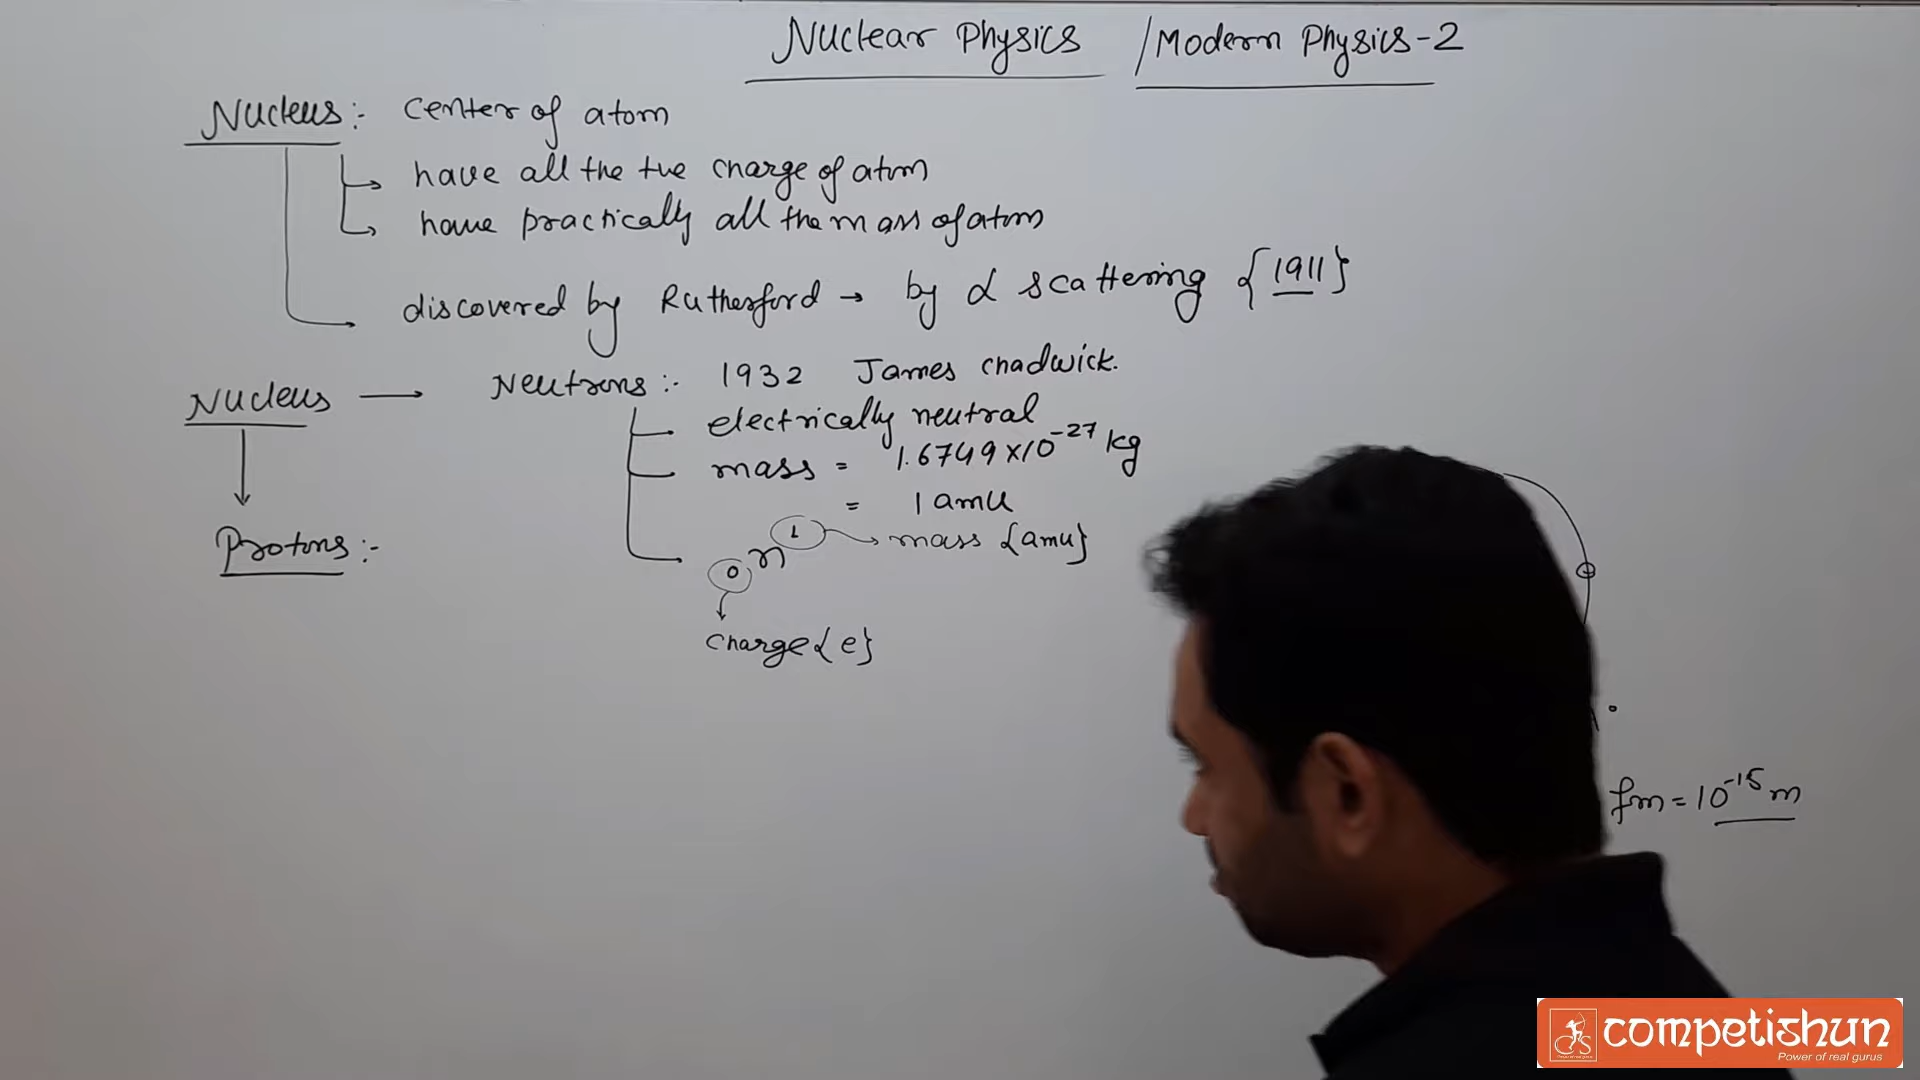 Nuclear Physics / Modern Physics-2
Nucleus:- center of atom
have all the +ve charge of atom
have practically all the mass of atom
discovered by Rutherford → by α scattering {1911}
Nucleus — Neutrons:- 1932 James chadwick.
electrically neutral
mass = 1.6749×10⁻²⁷ kg
= 1 amu
₀n¹ → mass {amu}
charge{e}
Protons:-
fm = 10⁻¹⁵ m
competishun
Power of real gurus